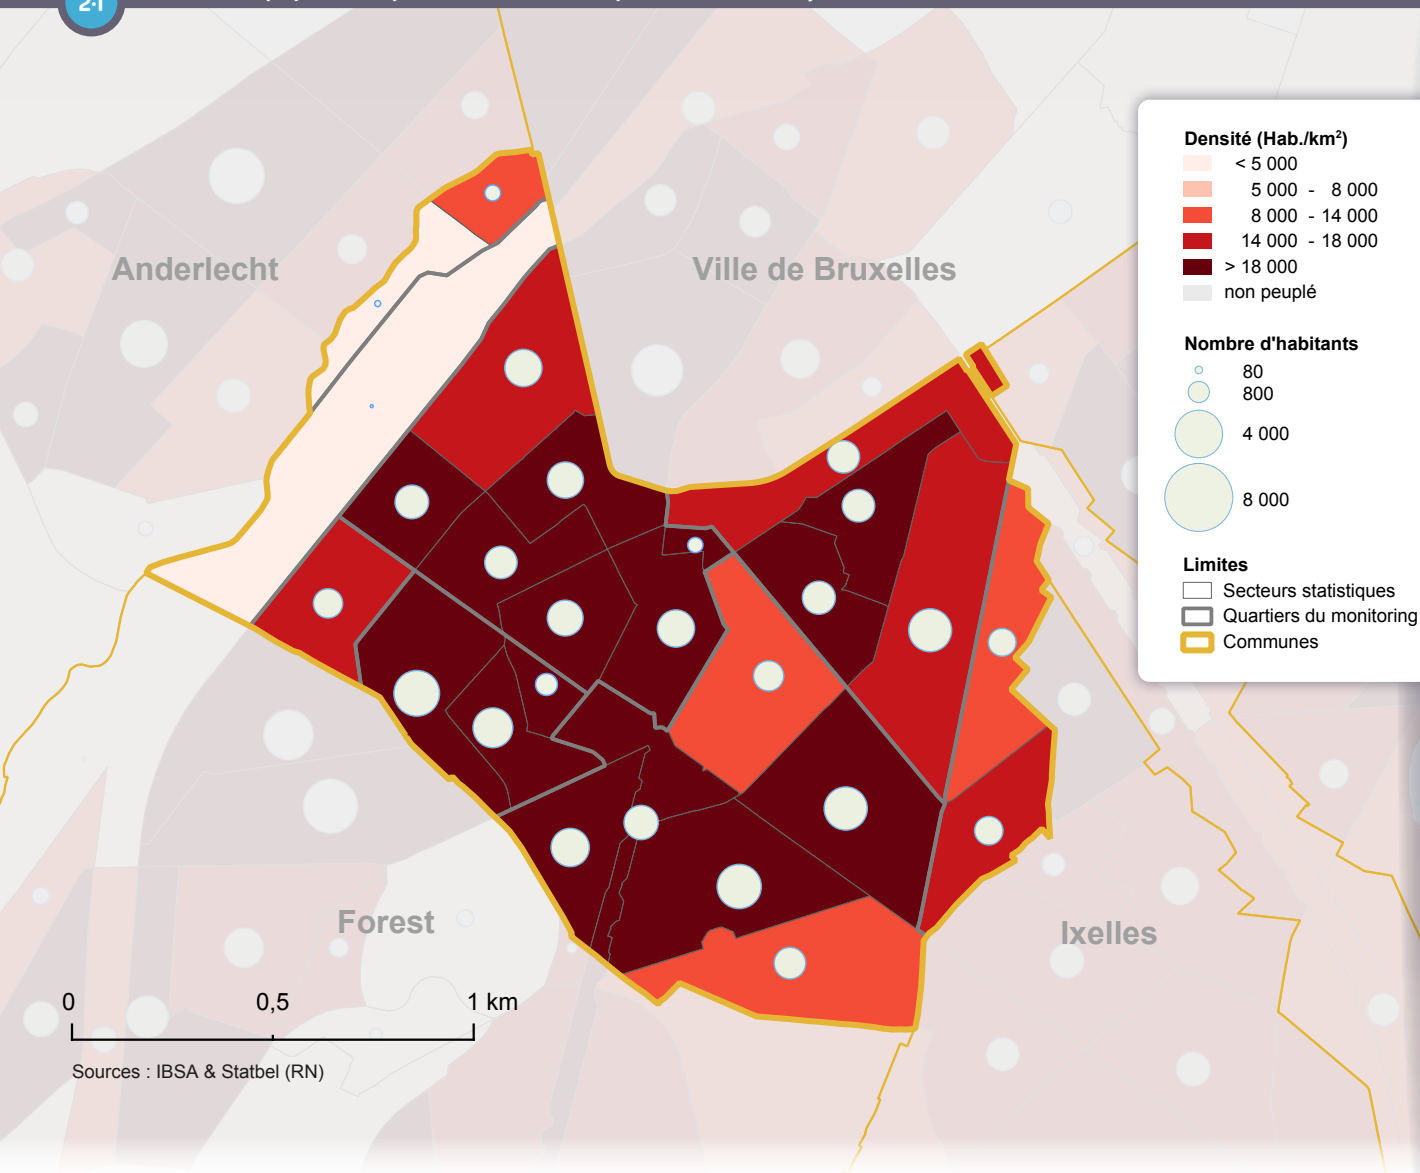 2.1
Densité (Hab./km²)
< 5 000
5 000 - 8 000
8 000 - 14 000
14 000 - 18 000
> 18 000
non peuplé
Nombre d'habitants
80
800
4 000
8 000
Limites
Secteurs statistiques
Quartiers du monitoring
Communes
Anderlecht
Ville de Bruxelles
Forest
Ixelles
0 0,5 1 km
Sources : IBSA & Statbel (RN)